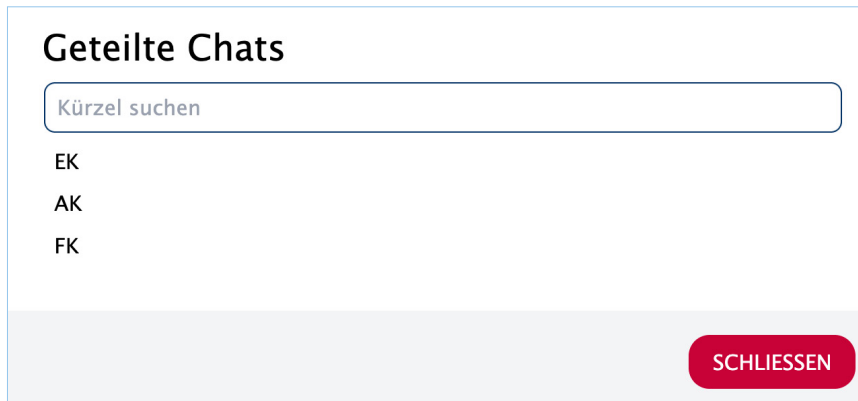 Geteilte Chats
Kürzel suchen
EK
AK
FK
SCHLIESSEN